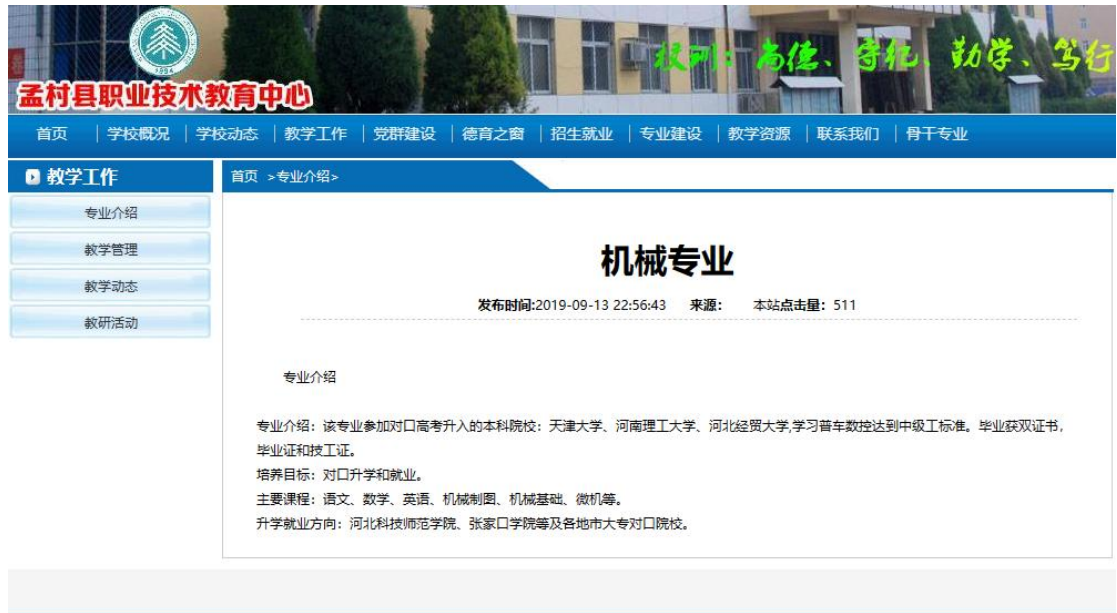 1984
校训：尚德、守纪、勤学、笃行
孟村县职业技术教育中心
首页 | 学校概况 | 学校动态 | 教学工作 | 党群建设 | 德育之窗 | 招生就业 | 专业建设 | 教学资源 | 联系我们 | 骨干专业
教学工作
首页 >专业介绍>
专业介绍
教学管理
教学动态
教研活动
机械专业
发布时间:2019-09-13 22:56:43 来源: 本站点击量: 511
专业介绍
专业介绍：该专业参加对口高考升入的本科院校：天津大学、河南理工大学、河北经贸大学,学习普车数控达到中级工标准。毕业获双证书，
毕业证和技工证。
培养目标：对口升学和就业。
主要课程：语文、数学、英语、机械制图、机械基础、微机等。
升学就业方向：河北科技师范学院、张家口学院等及各地市大专对口院校。